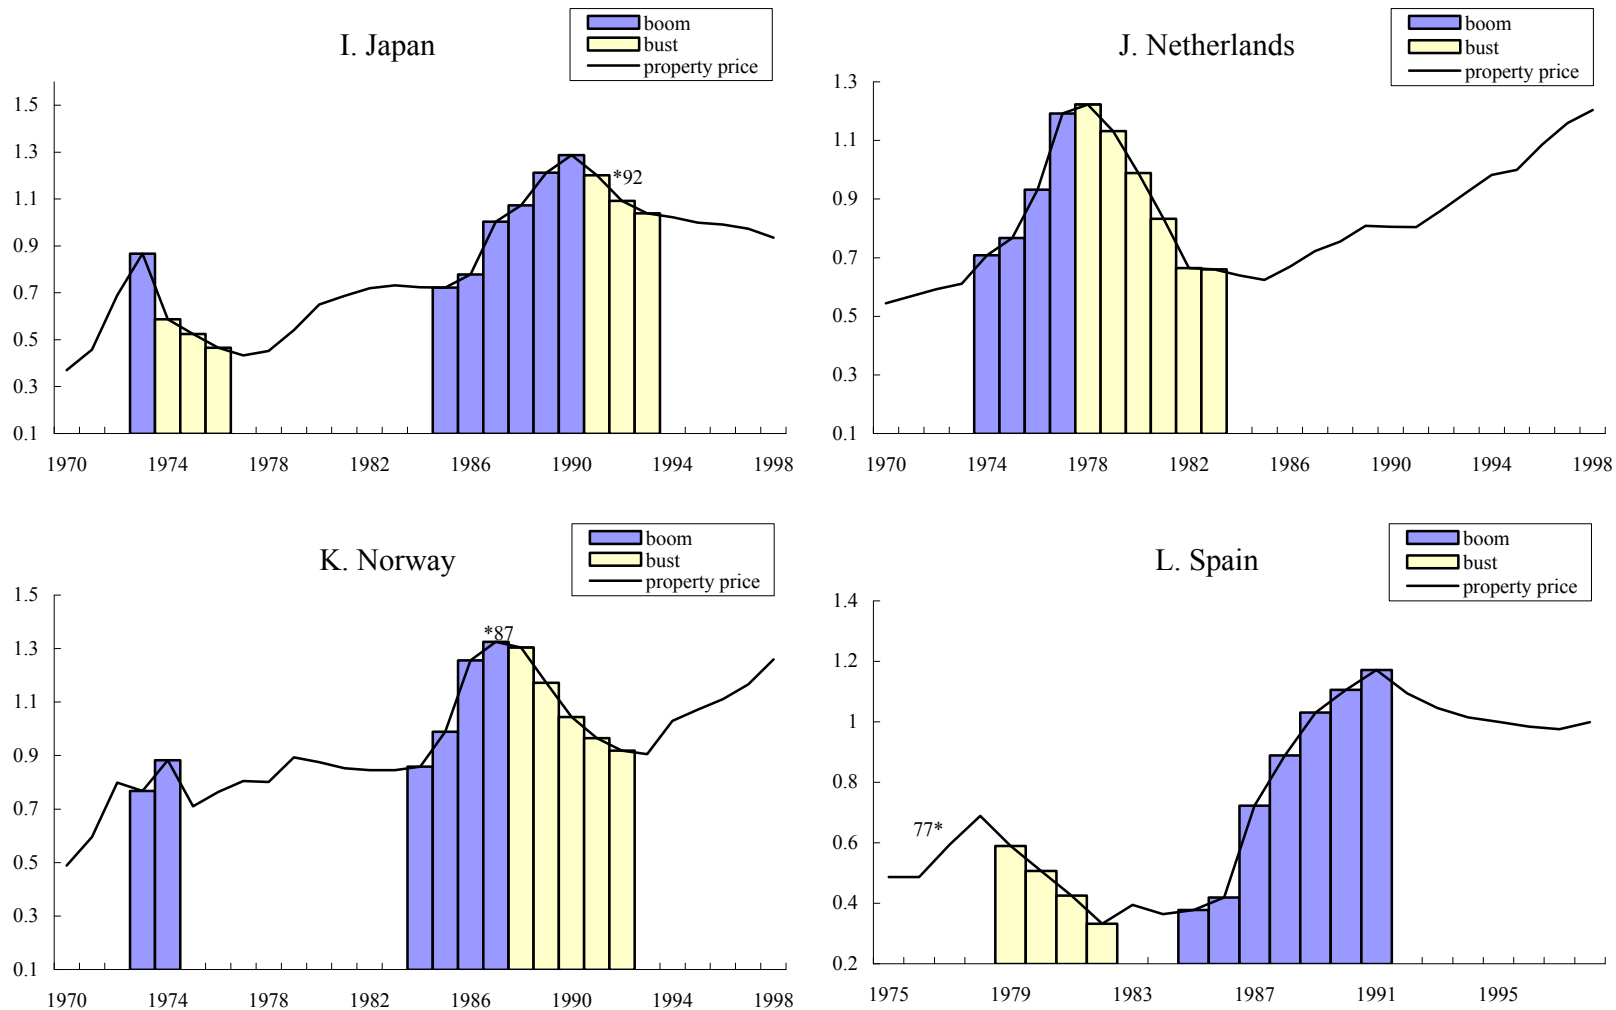 I. Japan
boom
bust
property price
1.5
1.3
1.1
0.9
0.7
0.5
0.3
0.1
*92
1970 1974 1978 1982 1986 1990 1994 1998
J. Netherlands
boom
bust
property price
1.3
1.1
0.9
0.7
0.5
0.3
0.1
1970 1974 1978 1982 1986 1990 1994 1998
K. Norway
boom
bust
property price
1.5
1.3
1.1
0.9
0.7
0.5
0.3
0.1
*87
1970 1974 1978 1982 1986 1990 1994 1998
L. Spain
boom
bust
property price
1.4
1.2
1
0.8
0.6
0.4
0.2
77*
1975 1979 1983 1987 1991 1995